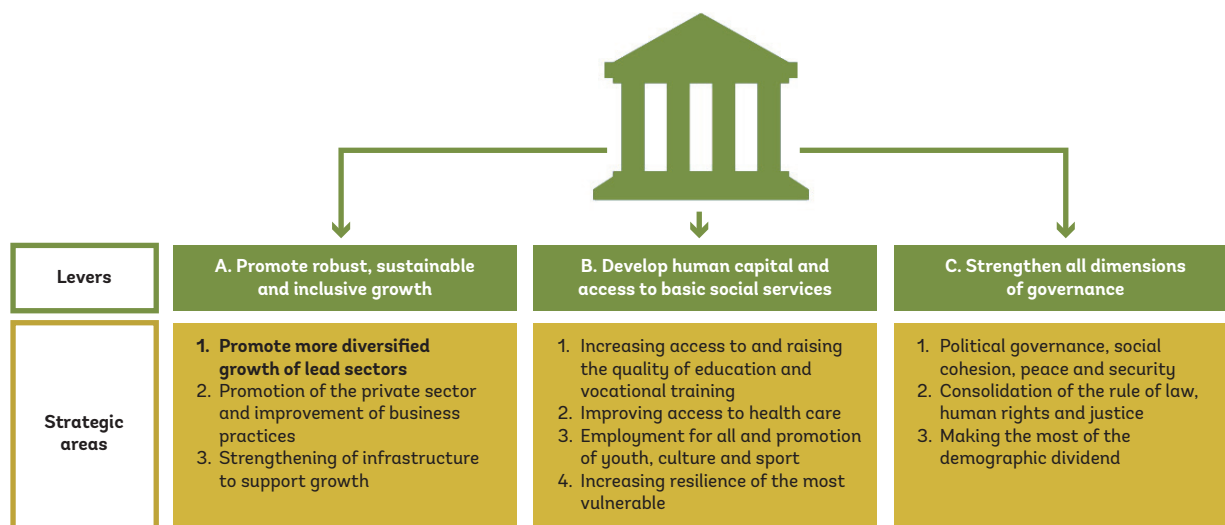 Levers
A. Promote robust, sustainable
and inclusive growth
B. Develop human capital and
access to basic social services
C. Strengthen all dimensions
of governance
Strategic
areas
1. Promote more diversified
growth of lead sectors
2. Promotion of the private sector
and improvement of business
practices
3. Strengthening of infrastructure
to support growth
1. Increasing access to and raising
the quality of education and
vocational training
2. Improving access to health care
3. Employment for all and promotion
of youth, culture and sport
4. Increasing resilience of the most
vulnerable
1. Political governance, social
cohesion, peace and security
2. Consolidation of the rule of law,
human rights and justice
3. Making the most of the
demographic dividend